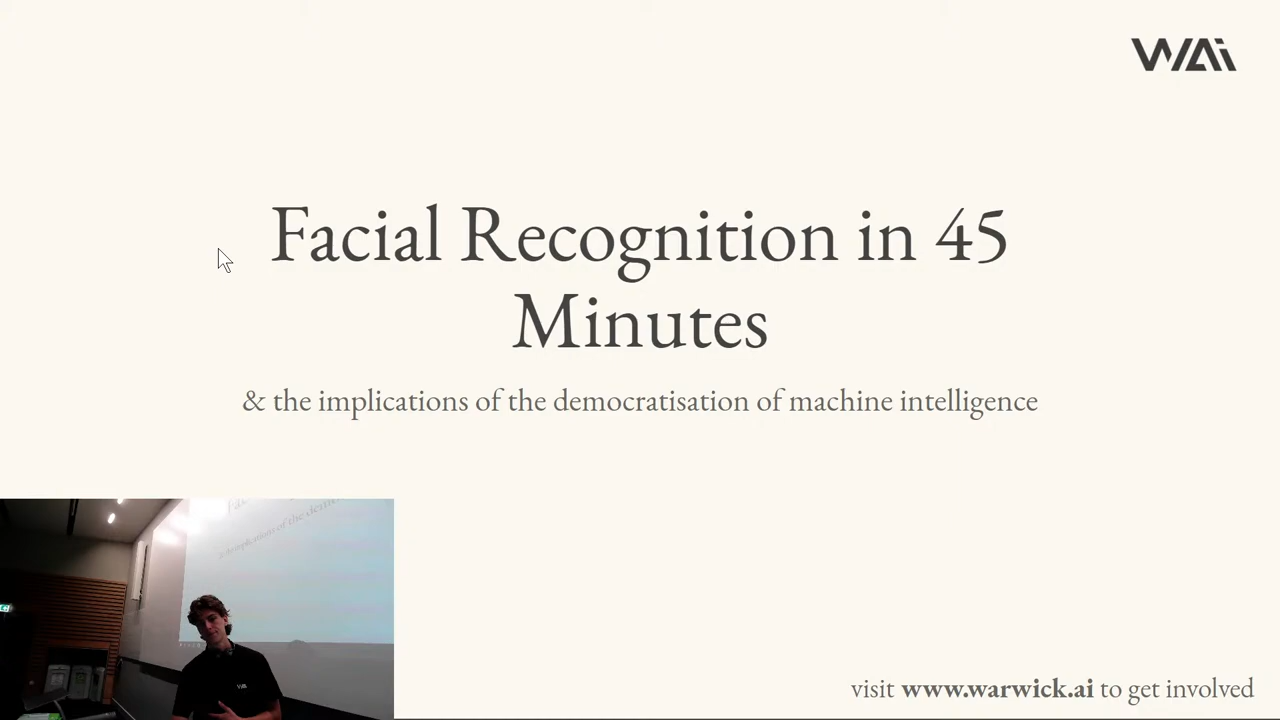 WAi
Facial Recognition in 45
Minutes
& the implications of the democratisation of machine intelligence
visit www.warwick.ai to get involved